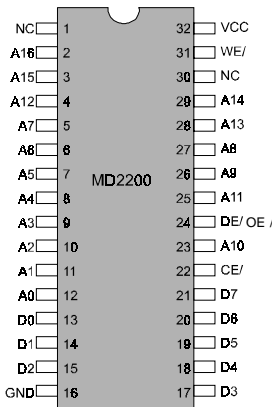 NC 1 32 VCC
A16 2 31 WE/
A15 3 30 NC
A12 4 29 A14
A7 5 28 A13
A6 6 27 A8
A5 7 26 A9
MD2200
A4 8 25 A11
A3 9 24 DE/ OE /
A2 10 23 A10
A1 11 22 CE/
A0 12 21 D7
D0 13 20 D6
D1 14 19 D5
D2 15 18 D4
GND 16 17 D3